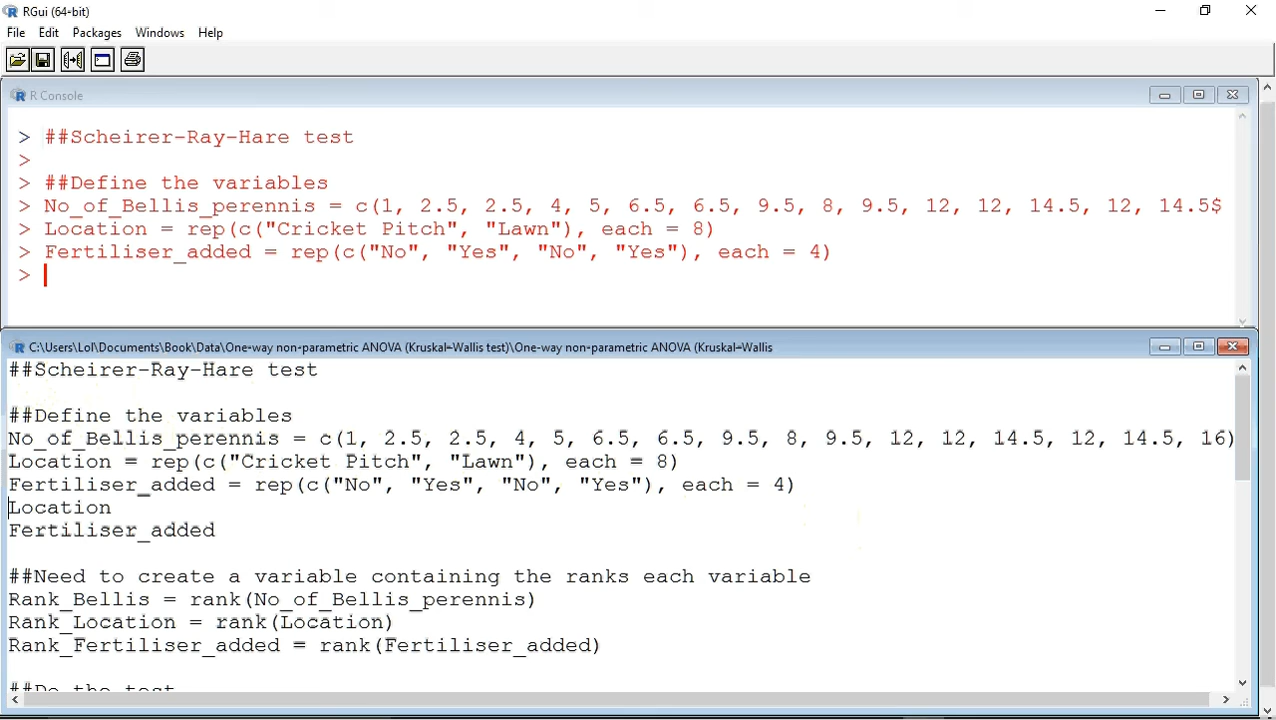 RGui (64-bit)
File Edit Packages Windows Help
R Console
> ##Scheirer-Ray-Hare test
>
> ##Define the variables
> No_of_Bellis_perennis = c(1, 2.5, 2.5, 4, 5, 6.5, 6.5, 9.5, 8, 9.5, 12, 12, 14.5, 12, 14.5$
> Location = rep(c("Cricket Pitch", "Lawn"), each = 8)
> Fertiliser_added = rep(c("No", "Yes", "No", "Yes"), each = 4)
>
C:\Users\Lol\Documents\Book\Data\One-way non-parametric ANOVA (Kruskal-Wallis test)\One-way non-parametric ANOVA (Kruskal-Wallis
##Scheirer-Ray-Hare test
##Define the variables
No_of_Bellis_perennis = c(1, 2.5, 2.5, 4, 5, 6.5, 6.5, 9.5, 8, 9.5, 12, 12, 14.5, 12, 14.5, 16)
Location = rep(c("Cricket Pitch", "Lawn"), each = 8)
Fertiliser_added = rep(c("No", "Yes", "No", "Yes"), each = 4)
Location
Fertiliser_added
##Need to create a variable containing the ranks each variable
Rank_Bellis = rank(No_of_Bellis_perennis)
Rank_Location = rank(Location)
Rank_Fertiliser_added = rank(Fertiliser_added)
##Do the test